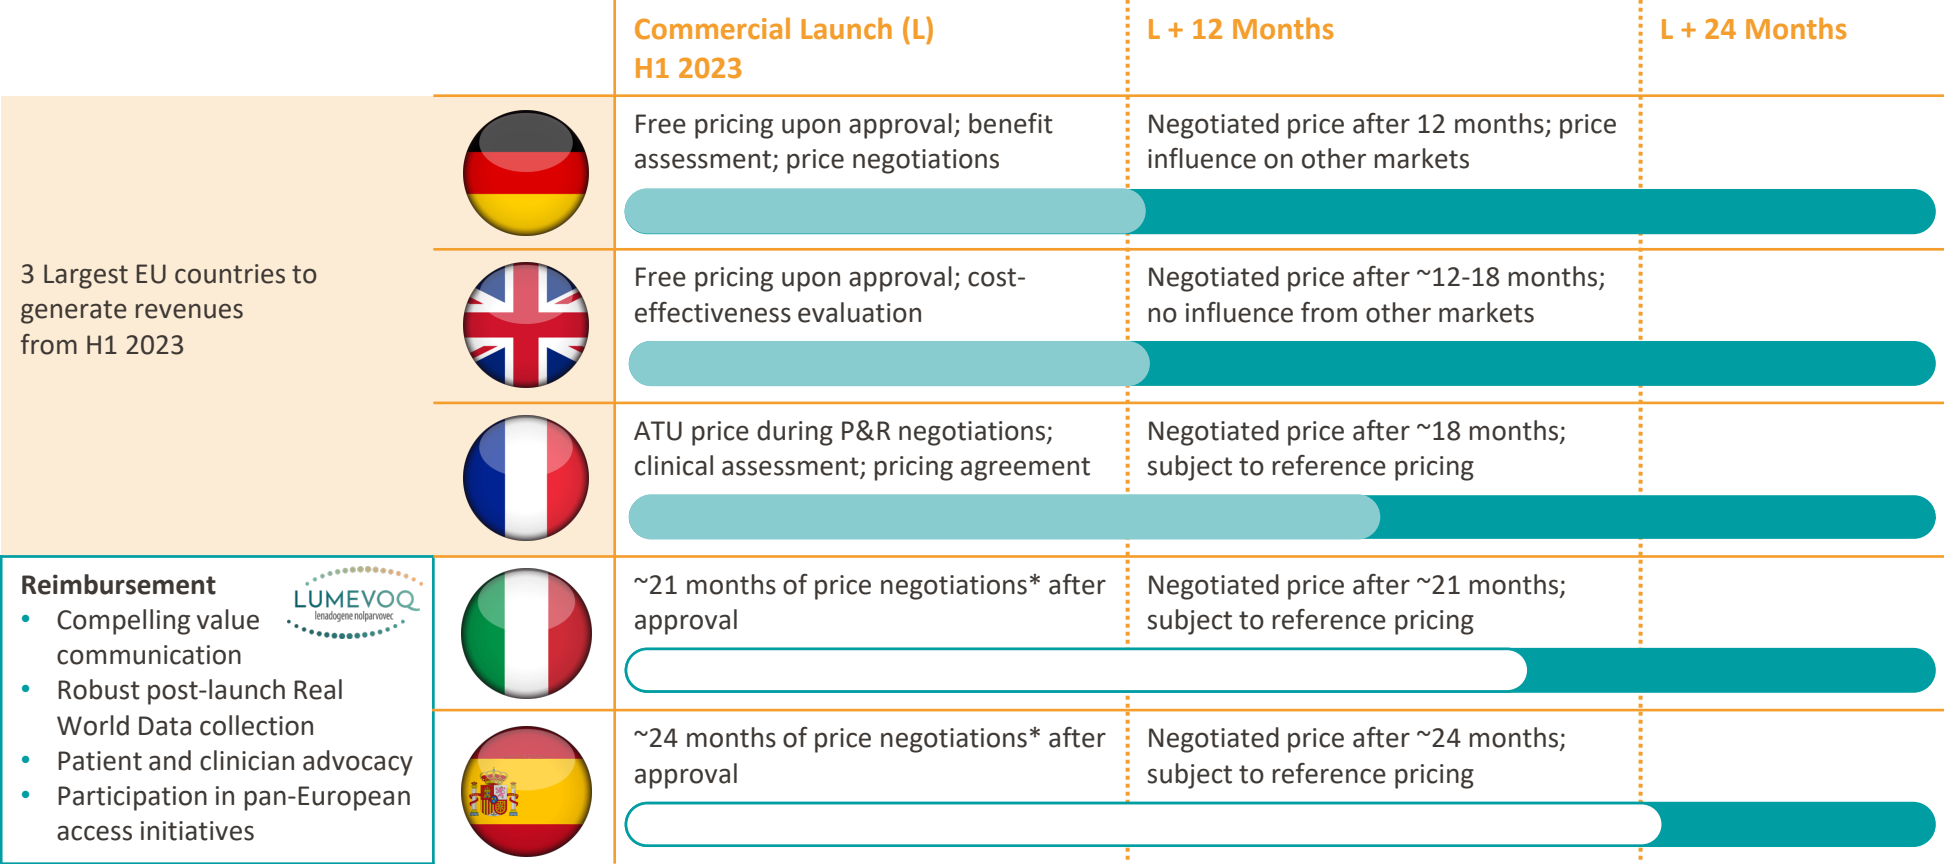 Commercial Launch (L)
H1 2023
L + 12 Months
L + 24 Months
3 Largest EU countries to
generate revenues
from H1 2023
Free pricing upon approval; benefit
assessment; price negotiations
Negotiated price after 12 months; price
influence on other markets
Free pricing upon approval; cost-
effectiveness evaluation
Negotiated price after ~12-18 months;
no influence from other markets
ATU price during P&R negotiations;
clinical assessment; pricing agreement
Negotiated price after ~18 months;
subject to reference pricing
Reimbursement
• Compelling value
communication
• Robust post-launch Real
World Data collection
• Patient and clinician advocacy
• Participation in pan-European
access initiatives
LUMEVOQ
lenadogene nolparvovec
~21 months of price negotiations* after
approval
Negotiated price after ~21 months;
subject to reference pricing
~24 months of price negotiations* after
approval
Negotiated price after ~24 months;
subject to reference pricing